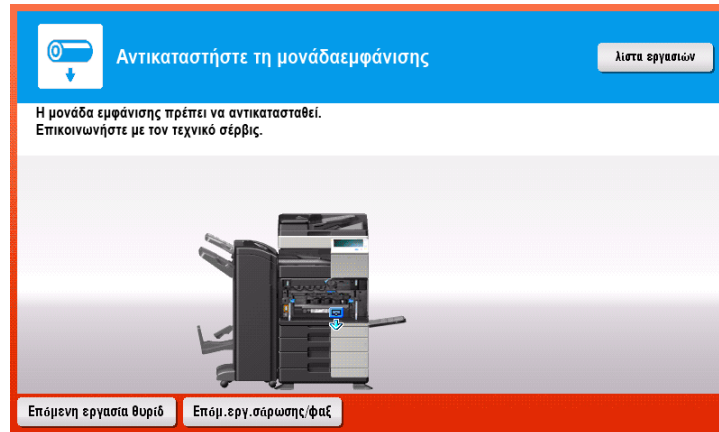 Αντικαταστήστε τη μονάδαεμφάνισης
λίστα εργασιών
Η μονάδα εμφάνισης πρέπει να αντικατασταθεί.
Επικοινωνήστε με τον τεχνικό σέρβις.
Επόμενη εργασία θυρίδ
Επόμ.εργ.σάρωσης/φαξ